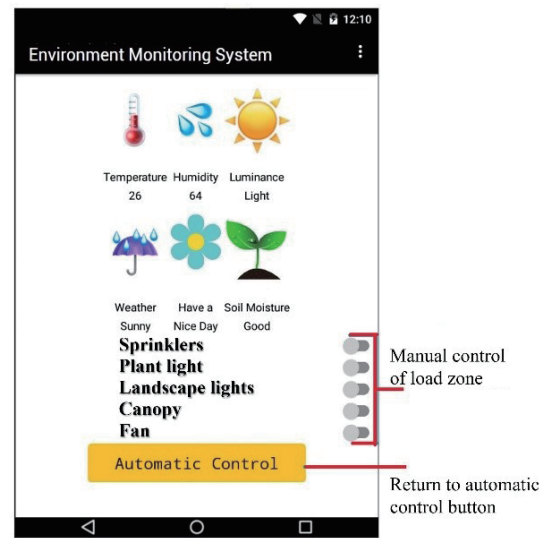 12:10
Environment Monitoring System
Temperature Humidity Luminance
26 64 Light
Weather Have a Soil Moisture
Sunny Nice Day Good
Sprinklers
Plant light
Landscape lights
Canopy
Fan
Automatic Control
Manual control
of load zone
Return to automatic
control button